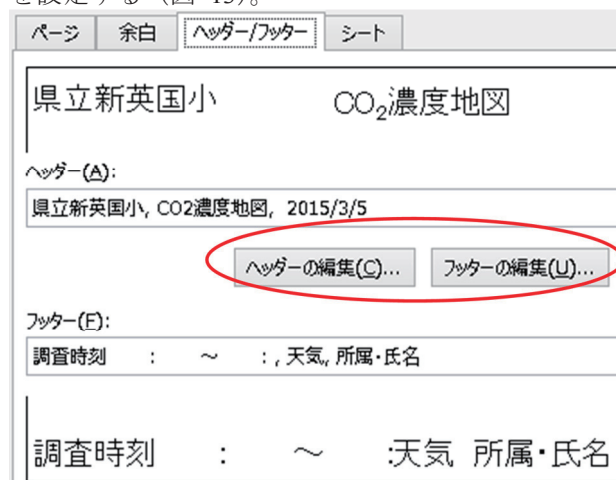 を設定する（図 15）。
ページ 余白 ヘッダー/フッター シート
県立新英国小 CO₂濃度地図
ヘッダー(A):
県立新英国小, CO2濃度地図, 2015/3/5
ヘッダーの編集(C)... フッターの編集(U)...
フッター(F):
調査時刻 : ～ : , 天気, 所属・氏名
調査時刻 : ～ :天気 所属・氏名